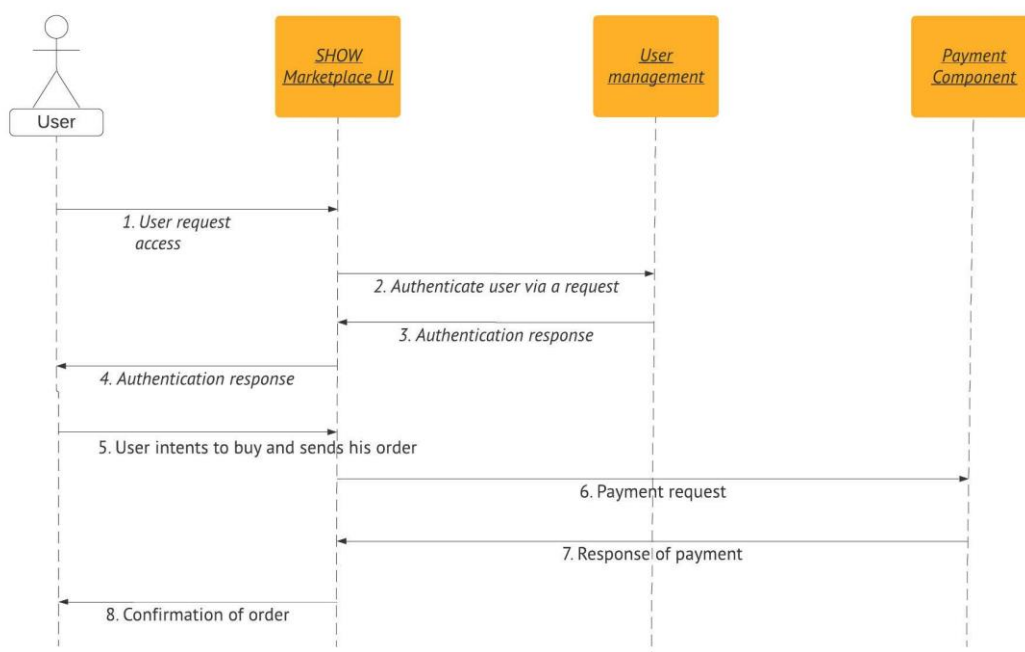 SHOW
Marketplace UI
User
management
Payment
Component
User
1. User request
access
2. Authenticate user via a request
3. Authentication response
4. Authentication response
5. User intents to buy and sends his order
6. Payment request
7. Response of payment
8. Confirmation of order